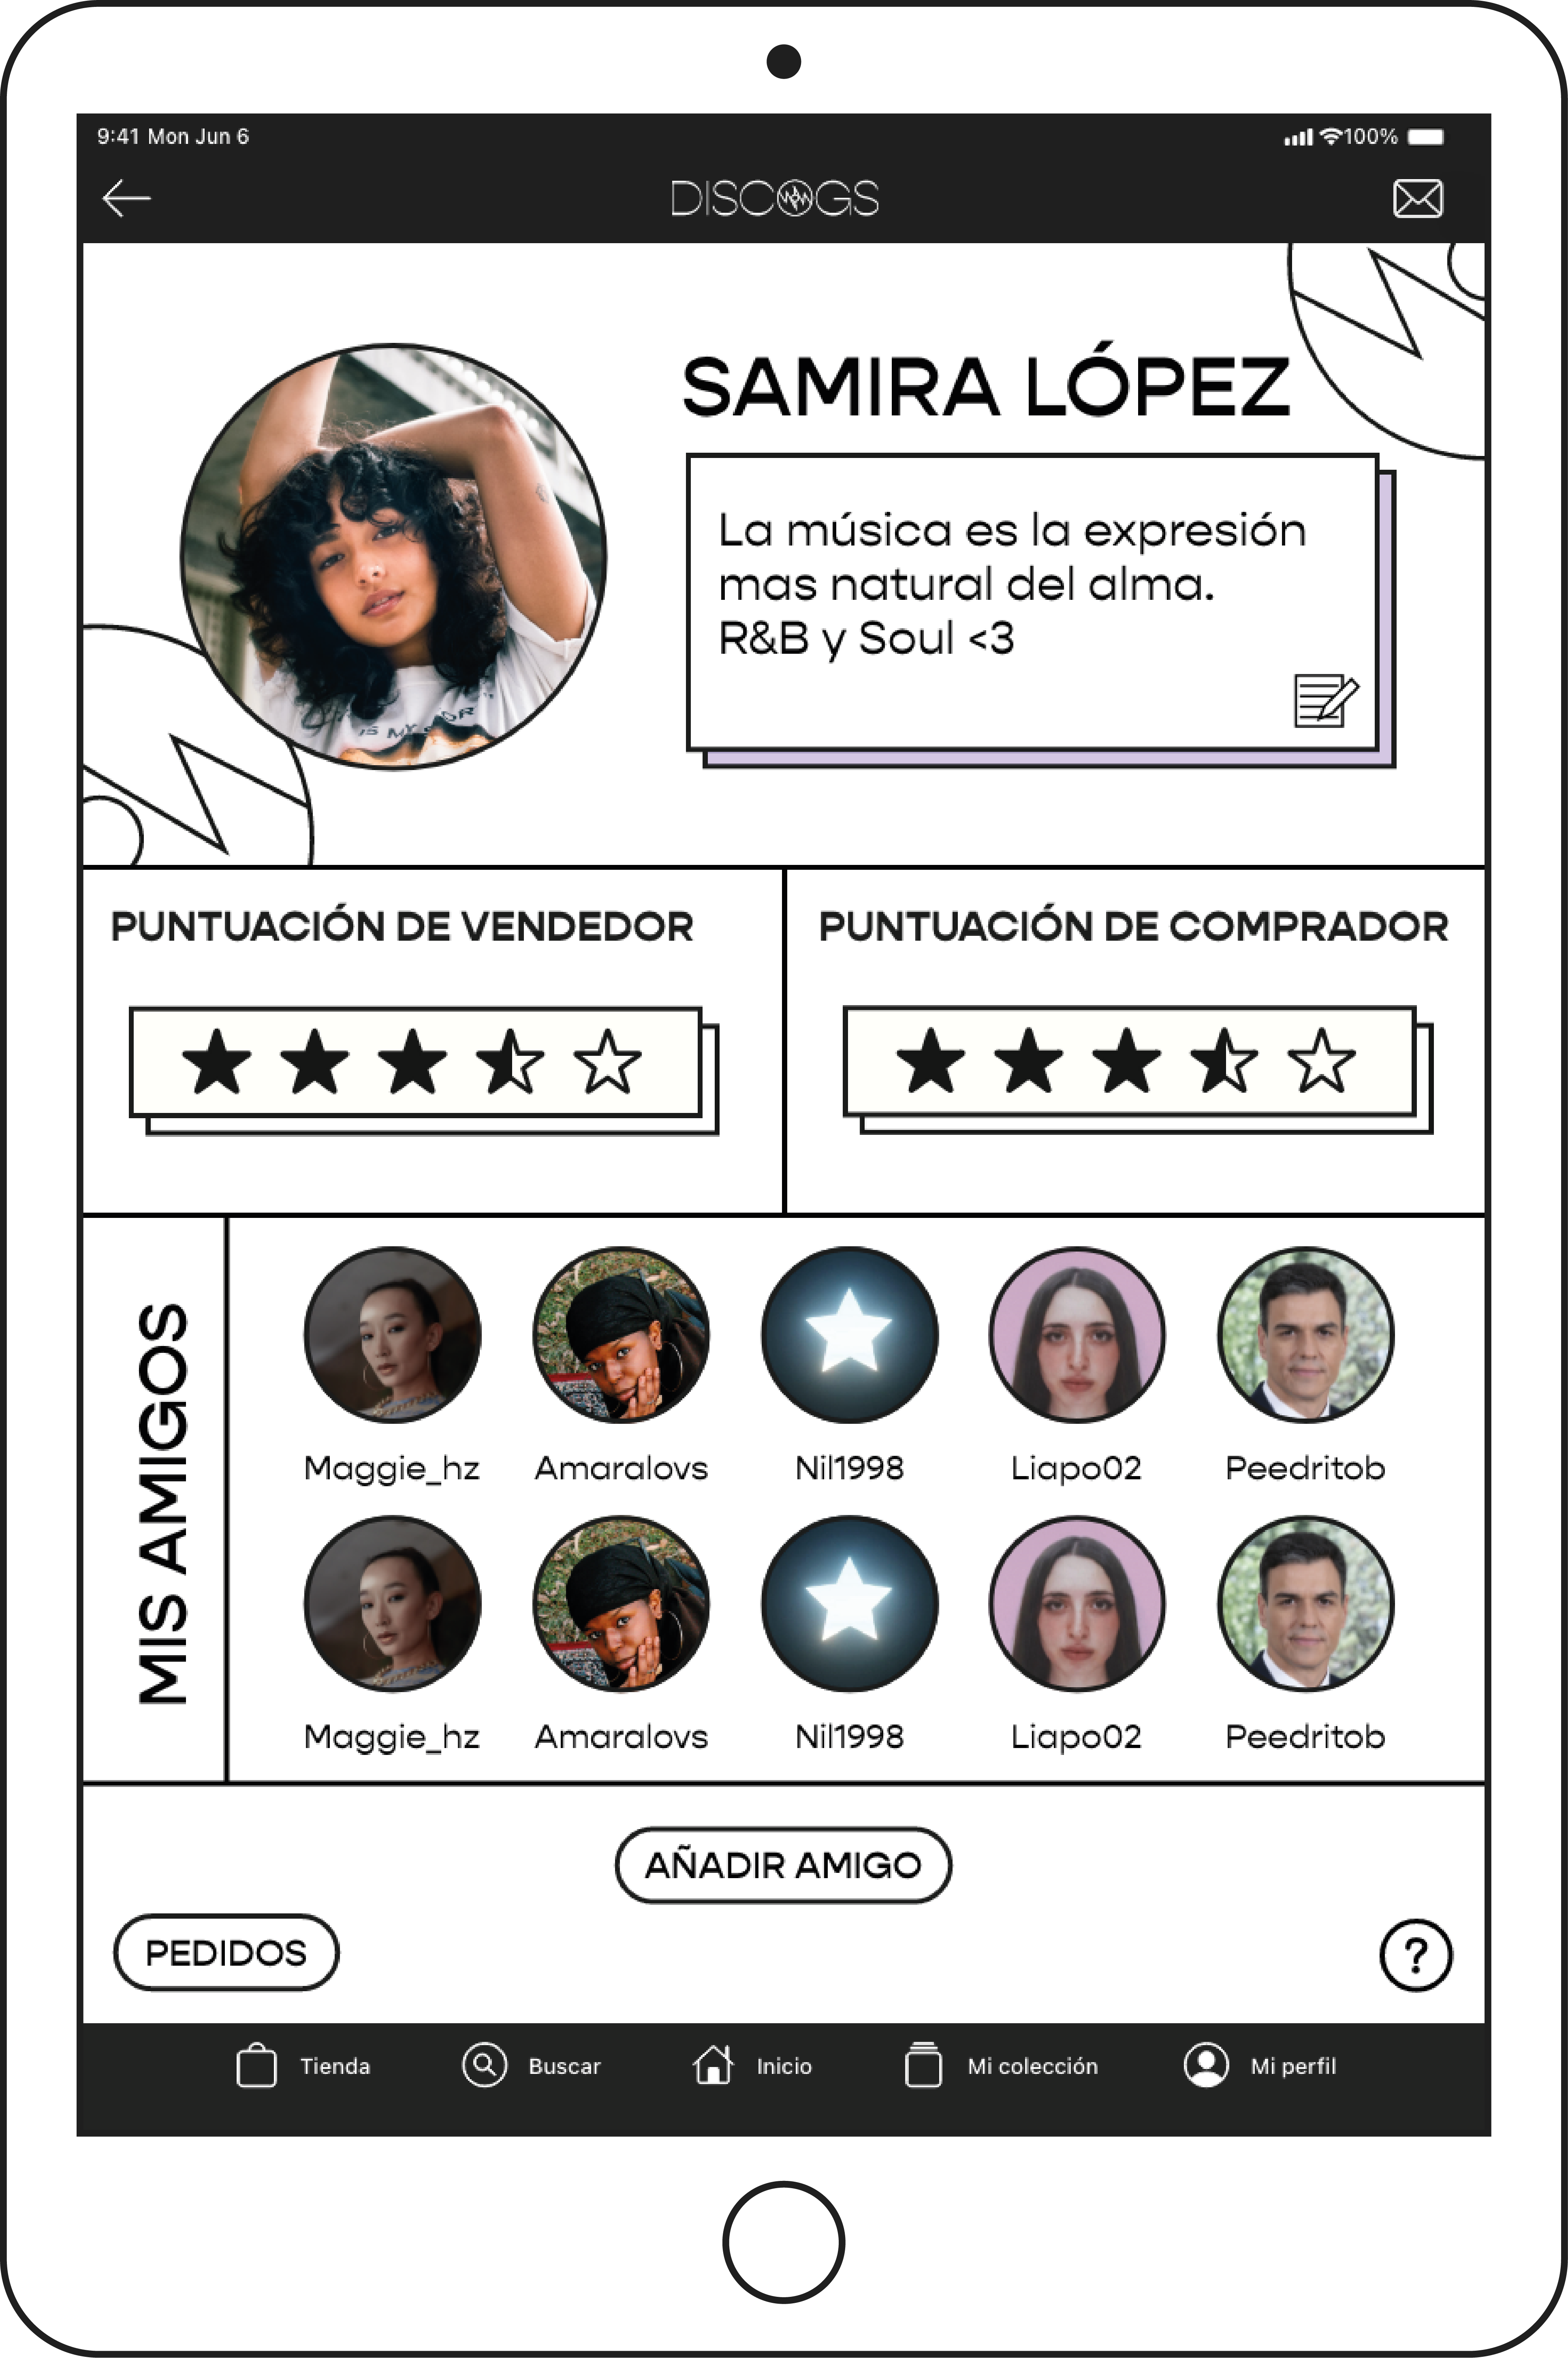 9:41 Mon Jun 6
100%
DISCOGS
SAMIRA LÓPEZ
La música es la expresión
mas natural del alma.
R&B y Soul <3
PUNTUACIÓN DE VENDEDOR
PUNTUACIÓN DE COMPRADOR
MIS AMIGOS
Maggie_hz
Amaralovs
Nil1998
Liapo02
Peedritob
Maggie_hz
Amaralovs
Nil1998
Liapo02
Peedritob
AÑADIR AMIGO
PEDIDOS
?
Tienda
Buscar
Inicio
Mi colección
Mi perfil